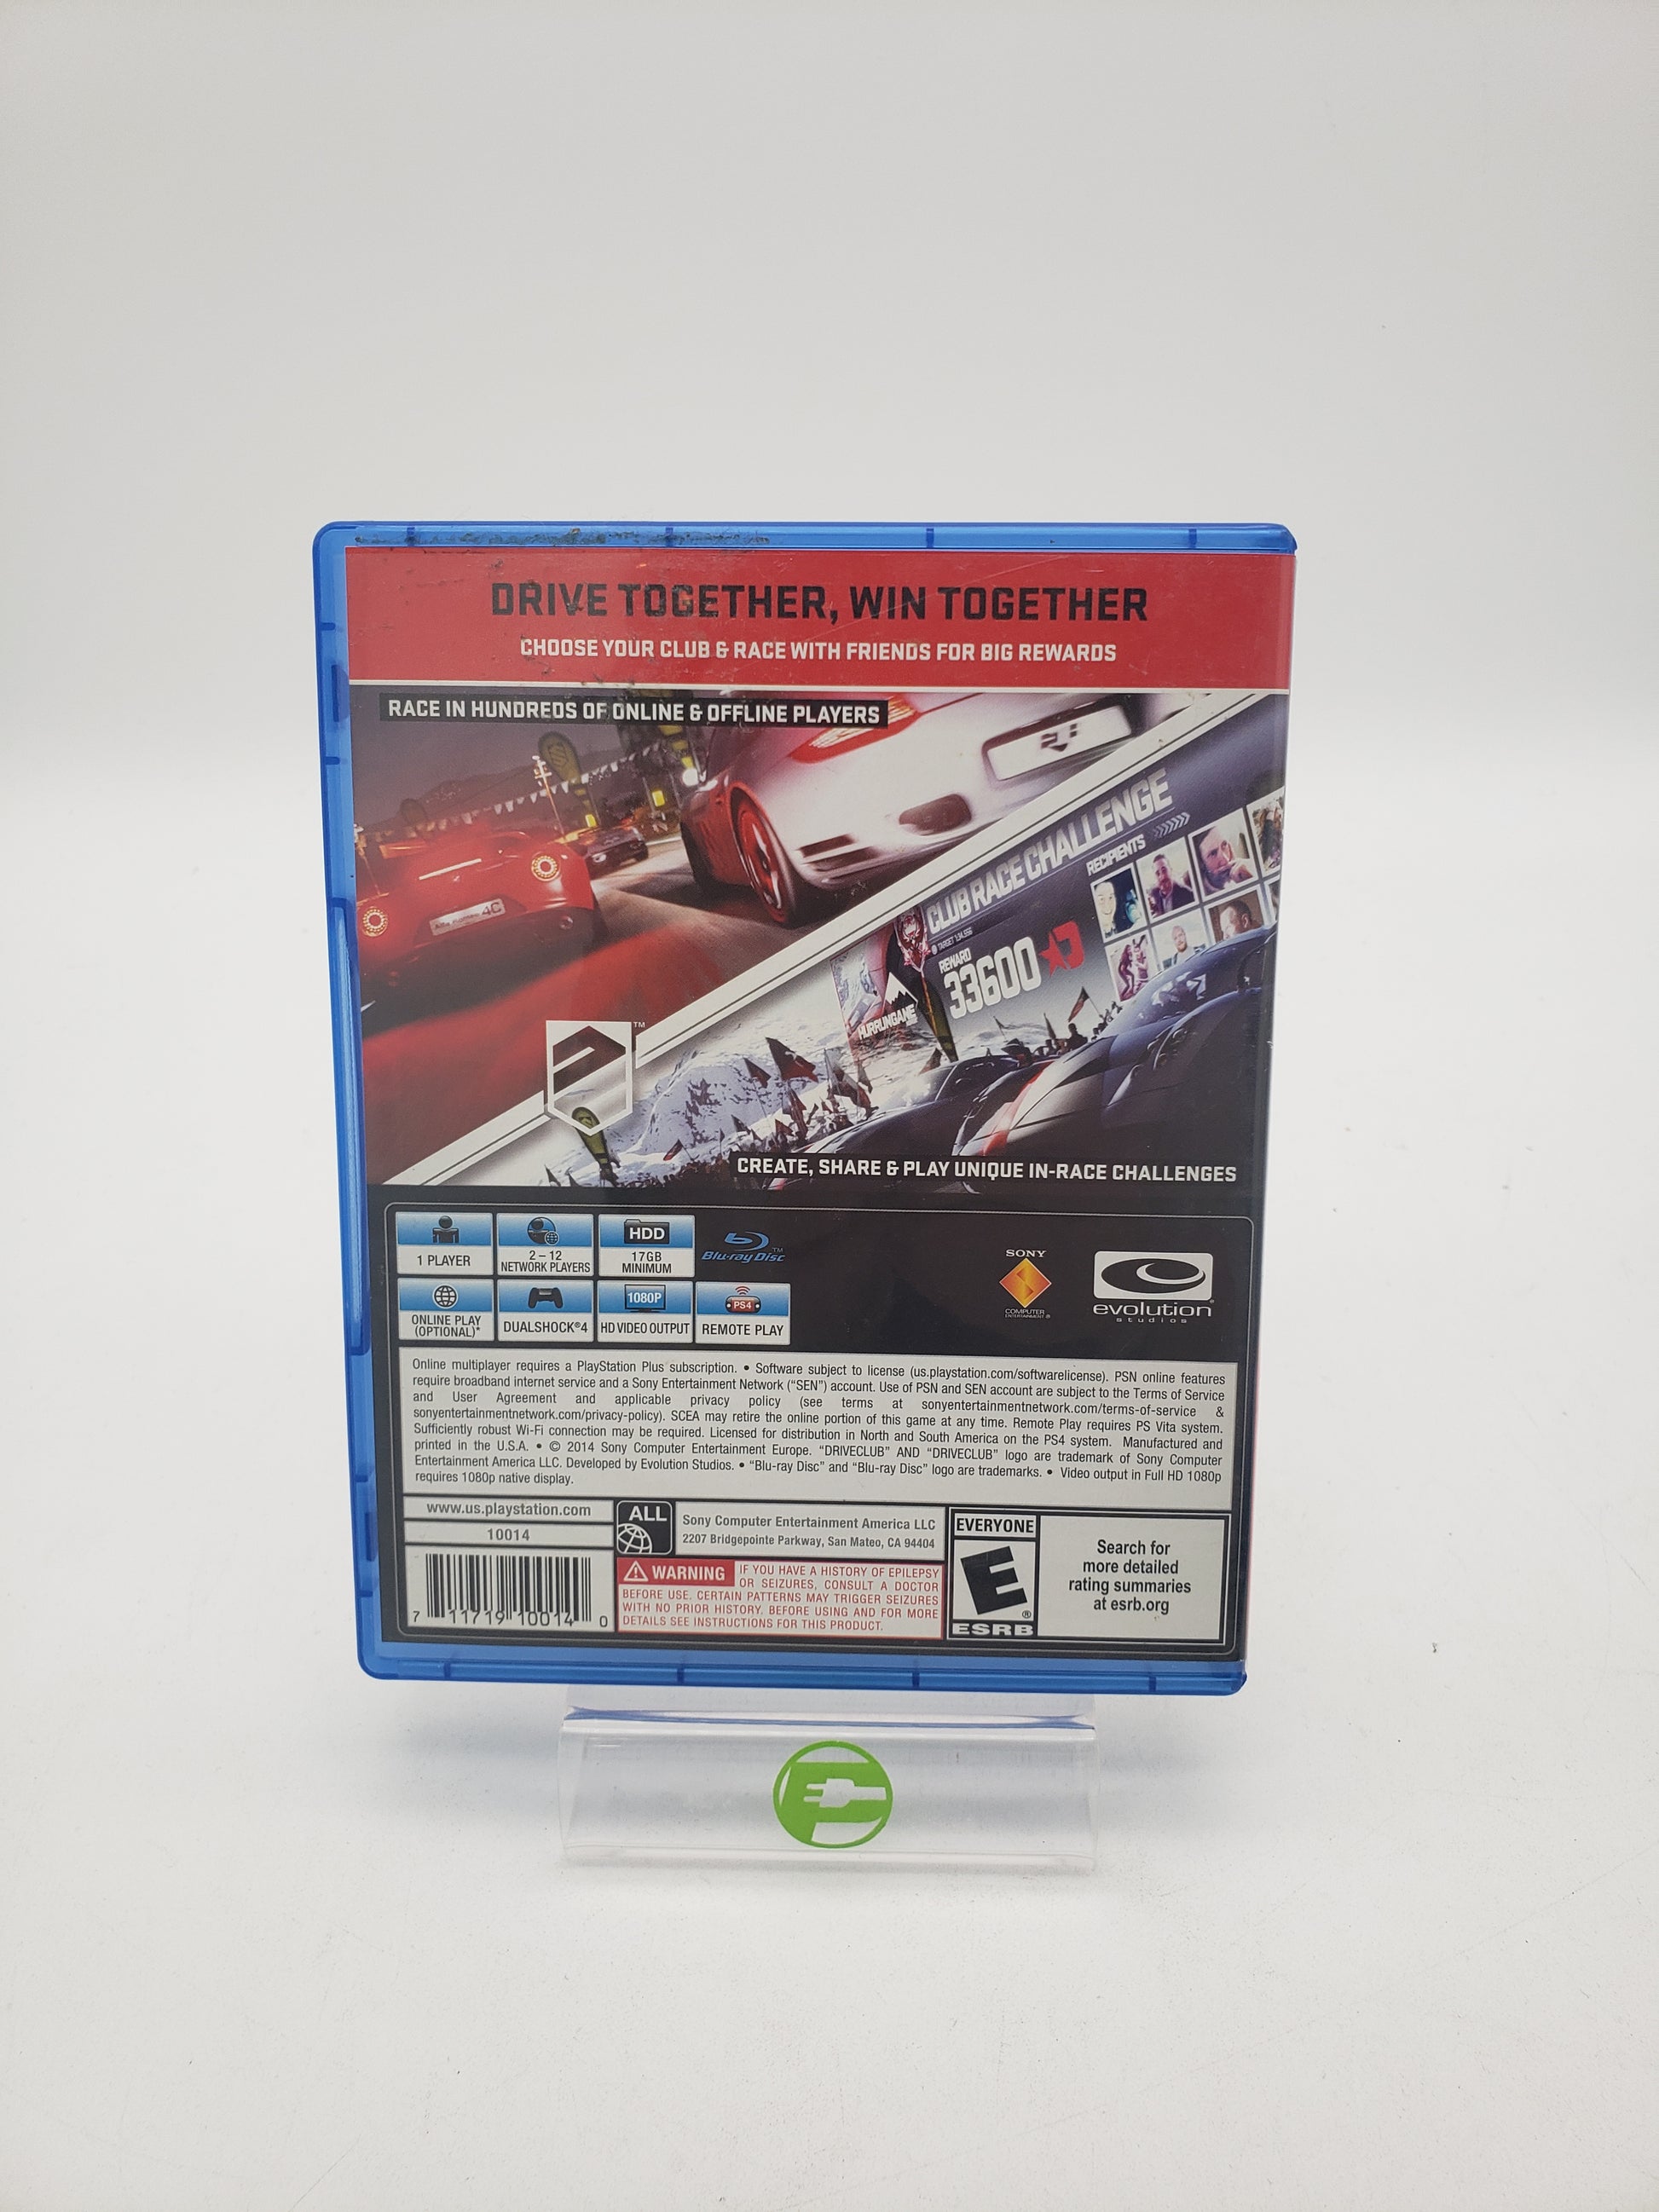 DRIVE TOGETHER, WIN TOGETHER
CHOOSE YOUR CLUB & RACE WITH FRIENDS FOR BIG REWARDS
RACE IN HUNDREDS OF ONLINE & OFFLINE PLAYERS
4C
CLUB RACE CHALLENGE
RECIPIENTS
REWARD
33600
HURRUNGANE
TM
CREATE, SHARE & PLAY UNIQUE IN-RACE CHALLENGES
1 PLAYER
2 – 12
NETWORK PLAYERS
HDD
17GB
MINIMUM
Blu-ray Disc™
ONLINE PLAY
(OPTIONAL)*
DUALSHOCK®4
1080P
HD VIDEO OUTPUT
PS4
REMOTE PLAY
SONY
COMPUTER
ENTERTAINMENT®
evolution®
studios
Online multiplayer requires a PlayStation Plus subscription. • Software subject to license (us.playstation.com/softwarelicense). PSN online features
require broadband internet service and a Sony Entertainment Network (“SEN”) account. Use of PSN and SEN account are subject to the Terms of Service
and User Agreement and applicable privacy policy (see terms at sonyentertainmentnetwork.com/terms-of-service &
sonyentertainmentnetwork.com/privacy-policy). SCEA may retire the online portion of this game at any time. Remote Play requires PS Vita system.
Sufficiently robust Wi-Fi connection may be required. Licensed for distribution in North and South America on the PS4 system. Manufactured and
printed in the U.S.A. • © 2014 Sony Computer Entertainment Europe. “DRIVECLUB” AND “DRIVECLUB” logo are trademark of Sony Computer
Entertainment America LLC. Developed by Evolution Studios. • “Blu-ray Disc” and “Blu-ray Disc” logo are trademarks. • Video output in Full HD 1080p
requires 1080p native display.
www.us.playstation.com
10014
7 11719 10014 0
ALL
Sony Computer Entertainment America LLC
2207 Bridgepointe Parkway, San Mateo, CA 94404
WARNING IF YOU HAVE A HISTORY OF EPILEPSY
OR SEIZURES, CONSULT A DOCTOR
BEFORE USE. CERTAIN PATTERNS MAY TRIGGER SEIZURES
WITH NO PRIOR HISTORY. BEFORE USING AND FOR MORE
DETAILS SEE INSTRUCTIONS FOR THIS PRODUCT.
EVERYONE
E®
ESRB
Search for
more detailed
rating summaries
at esrb.org